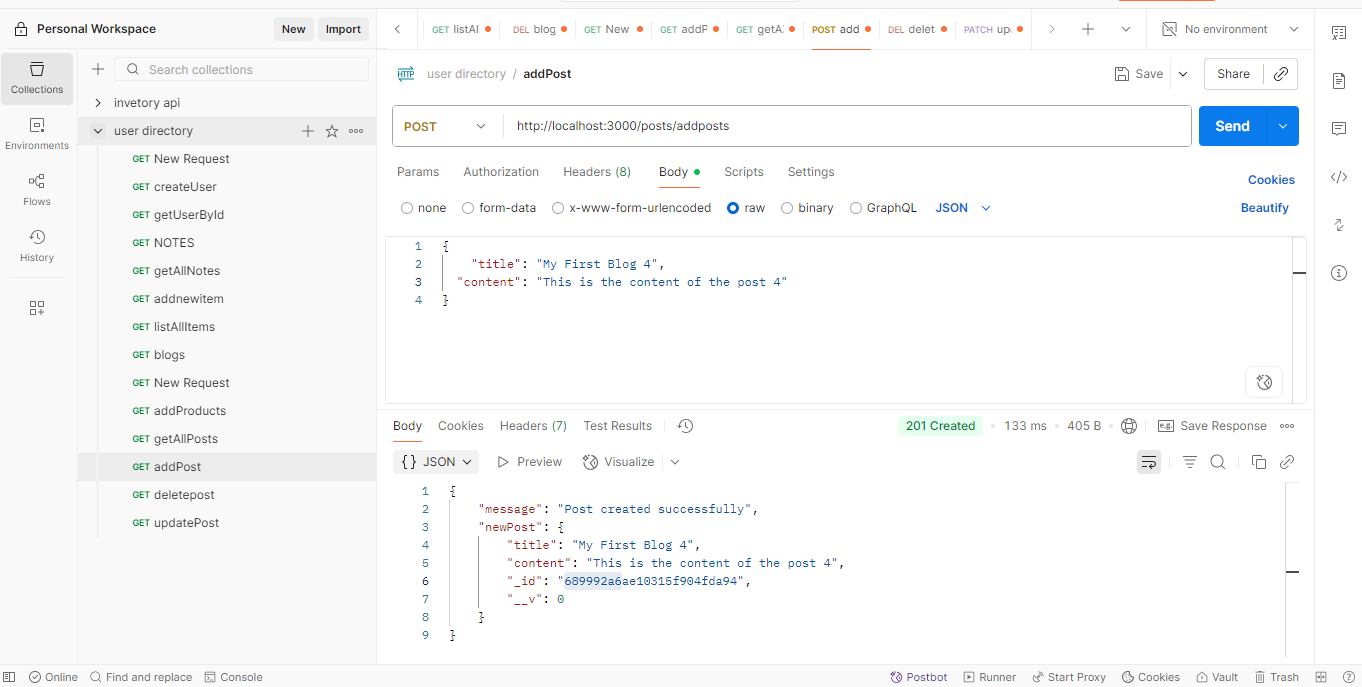 Personal Workspace
New
Import
GET listAl
DEL blog
GET New
GET addP
GET getA
POST add
DEL delet
PATCH up
No environment
Collections
Environments
Flows
History
Search collections
invetory api
user directory
GET New Request
GET createUser
GET getUserById
GET NOTES
GET getAllNotes
GET addnewitem
GET listAllItems
GET blogs
GET New Request
GET addProducts
GET getAllPosts
GET addPost
GET deletepost
GET updatePost
HTTP user directory / addPost
Save
Share
POST http://localhost:3000/posts/addposts
Send
Params Authorization Headers (8) Body Scripts Settings
Cookies
none form-data x-www-form-urlencoded raw binary GraphQL JSON
Beautify
1 {
2 "title": "My First Blog 4",
3 "content": "This is the content of the post 4"
4 }
Body Cookies Headers (7) Test Results
201 Created 133 ms 405 B e.g. Save Response
{} JSON Preview Visualize
1 {
2 "message": "Post created successfully",
3 "newPost": {
4 "title": "My First Blog 4",
5 "content": "This is the content of the post 4",
6 "_id": "689992a6ae10315f904fda94",
7 "__v": 0
8 }
9 }
Online Find and replace Console
Postbot Runner Start Proxy Cookies Vault Trash